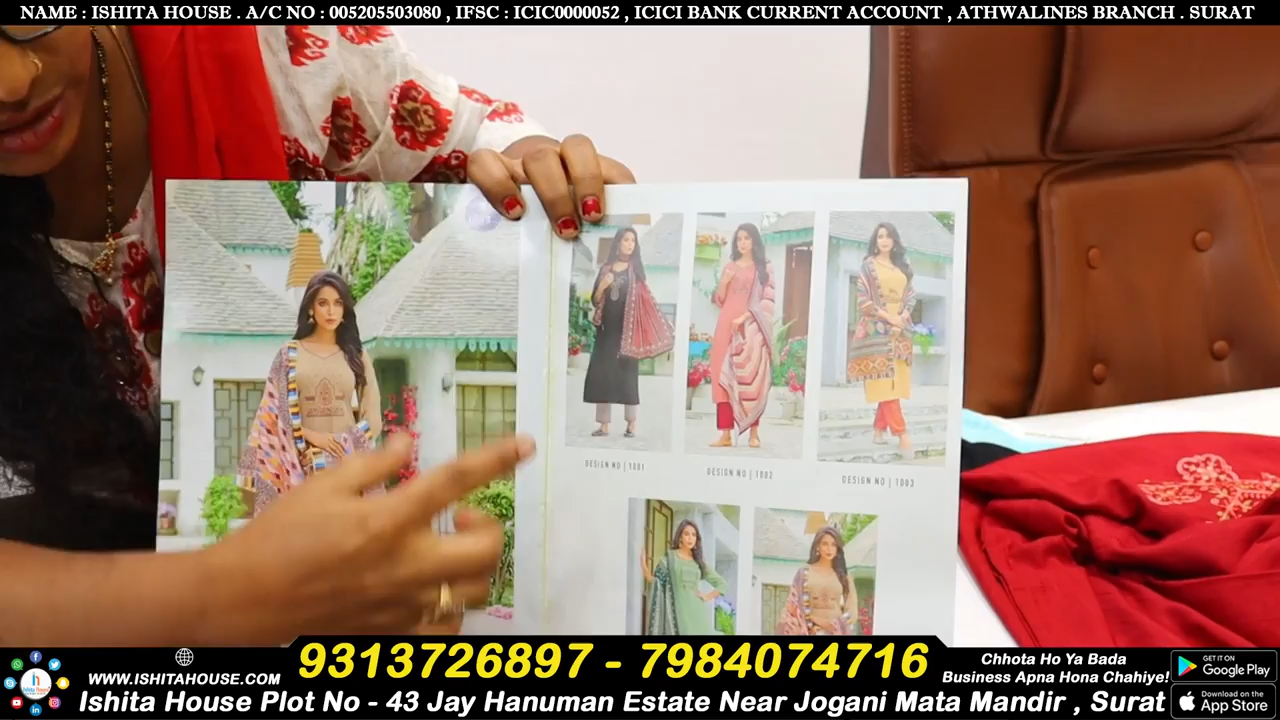 NAME : ISHITA HOUSE . A/C NO : 005205503080 , IFSC : ICIC0000052 , ICICI BANK CURRENT ACCOUNT , ATHWALINES BRANCH . SURAT
DESIGN NO | 1001
DESIGN NO | 1002
DESIGN NO | 1003
9313726897 - 7984074716
WWW.ISHITAHOUSE.COM
Chhota Ho Ya Bada
Business Apna Hona Chahiye!
GET IT ON
Google Play
Ishita House Plot No - 43 Jay Hanuman Estate Near Jogani Mata Mandir , Surat
Download on the
App Store